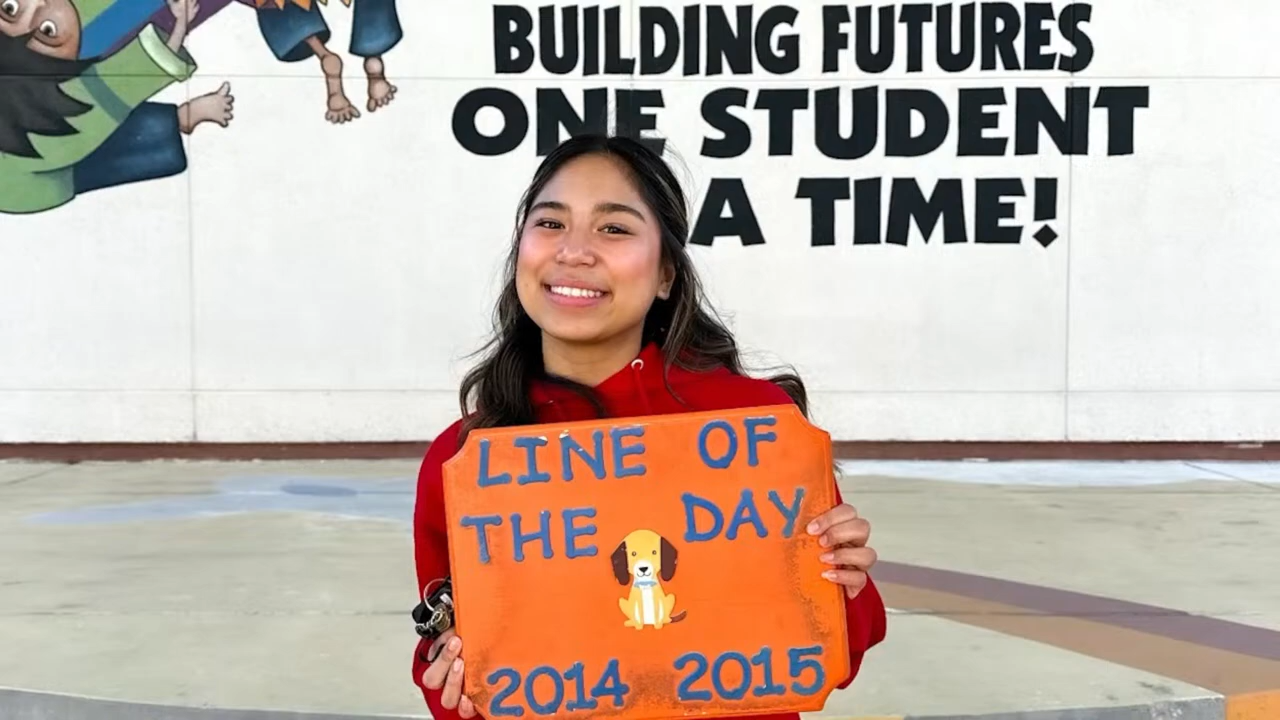 BUILDING FUTURES
ONE STUDENT
A TIME!
LINE OF
THE DAY
2014 2015